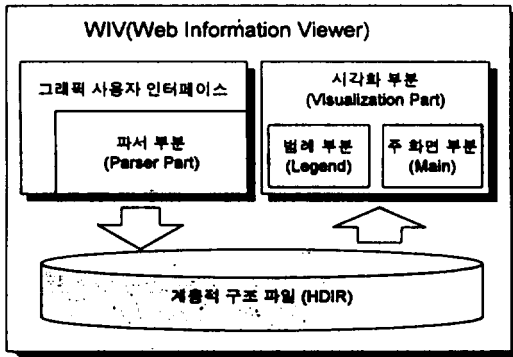 WIV(Web Information Viewer)
그래픽 사용자 인터페이스
파서 부분
(Parser Part)
시각화 부분
(Visualization Part)
범례 부분
(Legend)
주 화면 부분
(Main)
계층적 구조 파일 (HDIR)